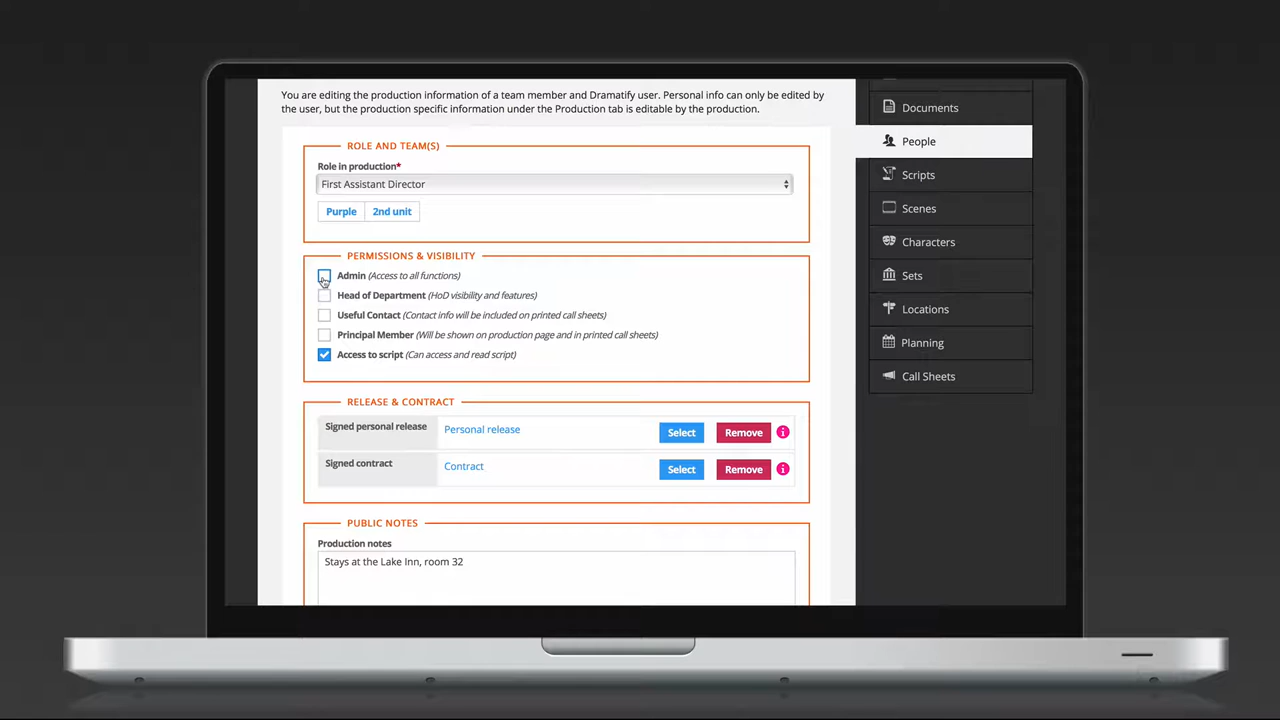 You are editing the production information of a team member and Dramatify user. Personal info can only be edited by
the user, but the production specific information under the Production tab is editable by the production.
ROLE AND TEAM(S)
Role in production*
First Assistant Director
Purple
2nd unit
PERMISSIONS & VISIBILITY
Admin (Access to all functions)
Head of Department (HoD visibility and features)
Useful Contact (Contact info will be included on printed call sheets)
Principal Member (Will be shown on production page and in printed call sheets)
Access to script (Can access and read script)
RELEASE & CONTRACT
Signed personal release
Personal release
Select
Remove
Signed contract
Contract
Select
Remove
PUBLIC NOTES
Production notes
Stays at the Lake Inn, room 32
Documents
People
Scripts
Scenes
Characters
Sets
Locations
Planning
Call Sheets